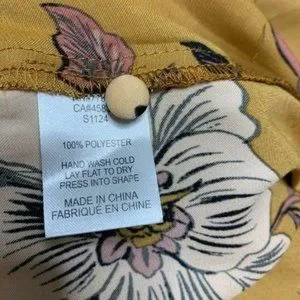 CA#458
S1124
100% POLYESTER
HAND WASH COLD
LAY FLAT TO DRY
PRESS INTO SHAPE
MADE IN CHINA
FABRIQUÉ EN CHINE